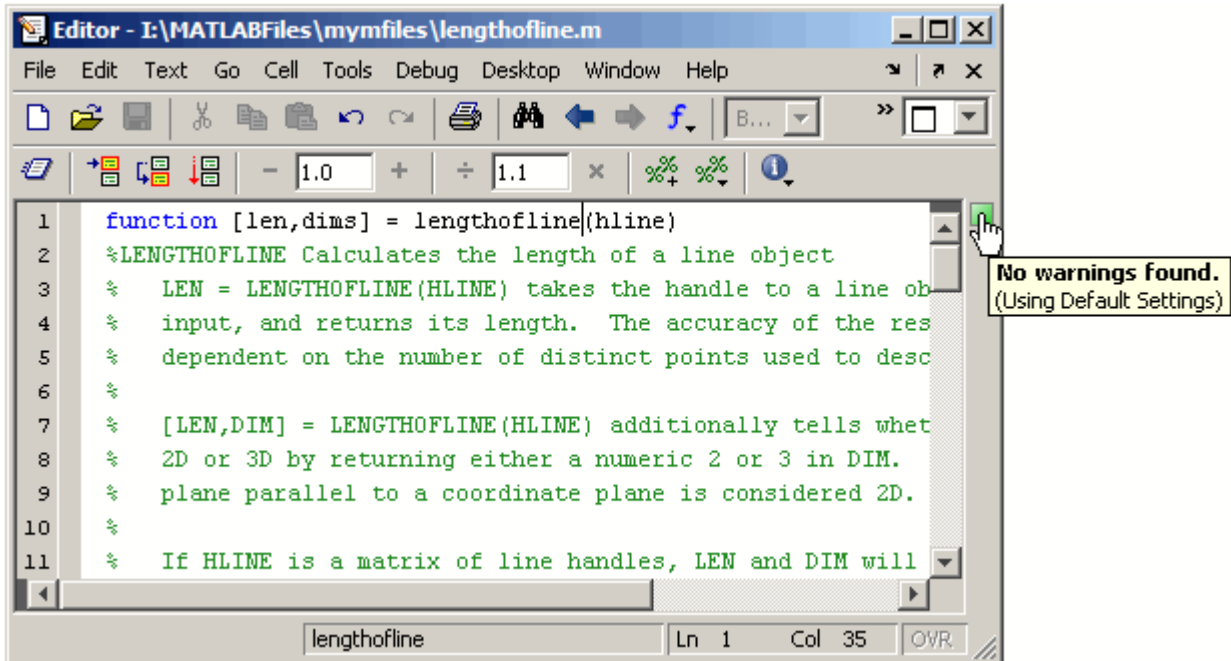 Editor - I:\MATLABFiles\mymfiles\lengthofline.m
File Edit Text Go Cell Tools Debug Desktop Window Help
B...
1.0 1.1
1 function [len,dims] = lengthofline(hline)
2 %LENGTHOFLINE Calculates the length of a line object
3 % LEN = LENGTHOFLINE(HLINE) takes the handle to a line ob
4 % input, and returns its length. The accuracy of the res
5 % dependent on the number of distinct points used to desc
6 %
7 % [LEN,DIM] = LENGTHOFLINE(HLINE) additionally tells whet
8 % 2D or 3D by returning either a numeric 2 or 3 in DIM.
9 % plane parallel to a coordinate plane is considered 2D.
10 %
11 % If HLINE is a matrix of line handles, LEN and DIM will
No warnings found.
(Using Default Settings)
lengthofline Ln 1 Col 35 OVR